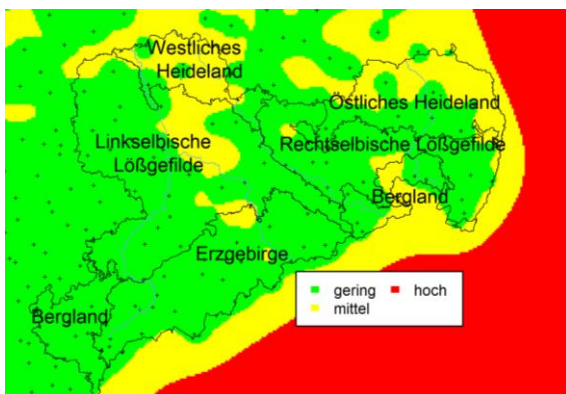 Westliches
Heideland
Östliches Heideland
Linkselbische
Lößgefilde
Rechtselbische Lößgefilde
Bergland
Erzgebirge
Bergland
gering
hoch
mittel